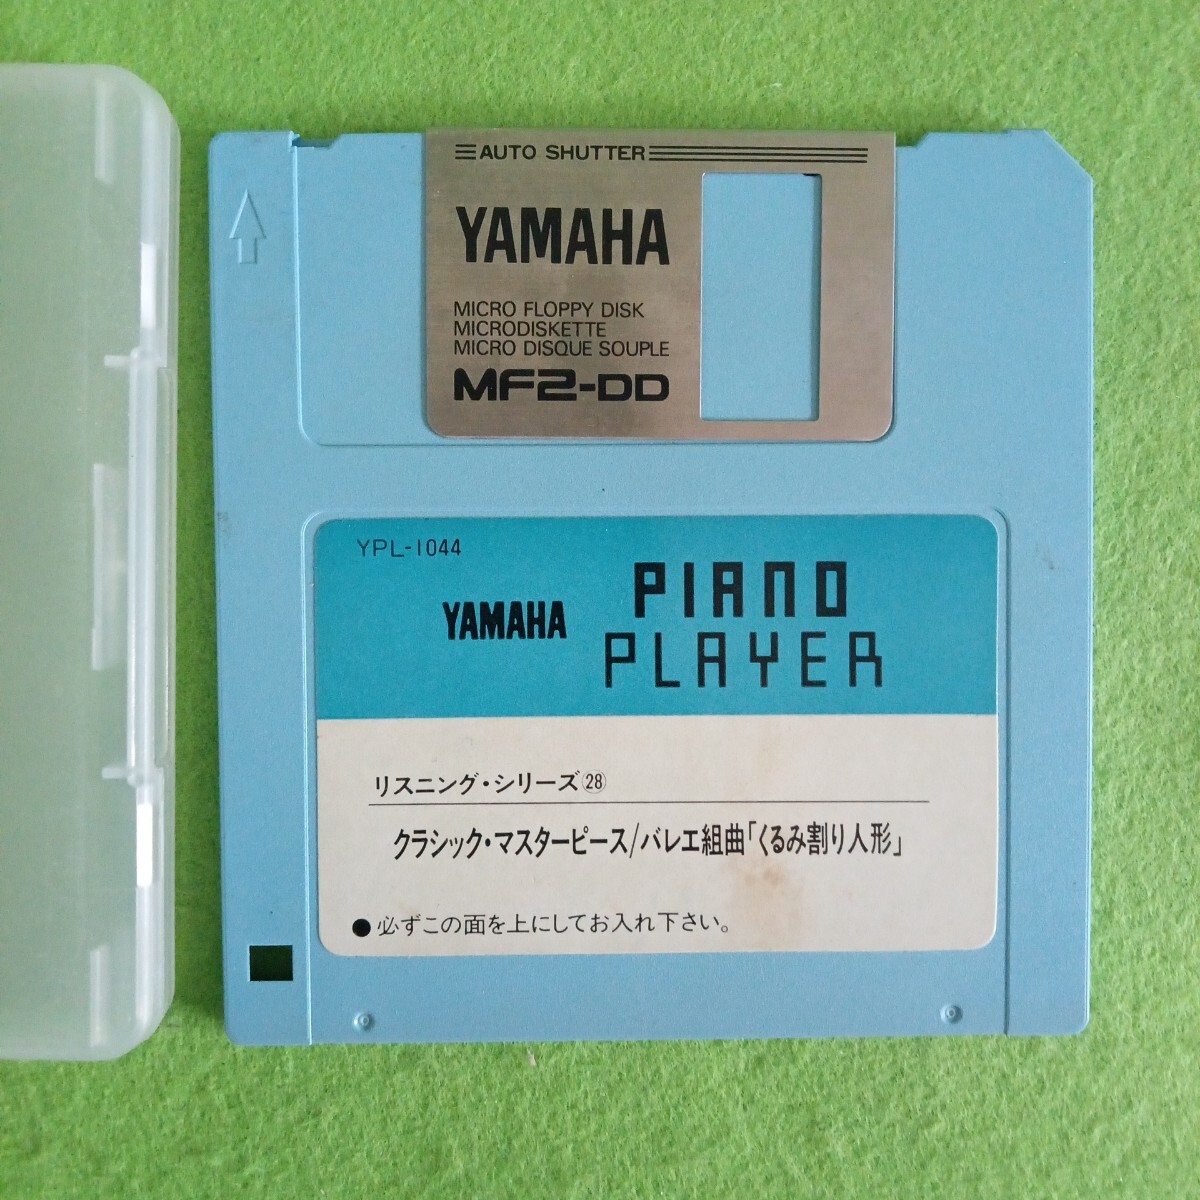 AUTO SHUTTER
YAMAHA
MICRO FLOPPY DISK
MICRODISKETTE
MICRO DISQUE SOUPLE
MF2-DD
YPL-1044
YAMAHA
PIANO
PLAYER
リスニング・シリーズ㉘
クラシック・マスターピース/バレエ組曲「くるみ割り人形」
●必ずこの面を上にしてお入れ下さい。